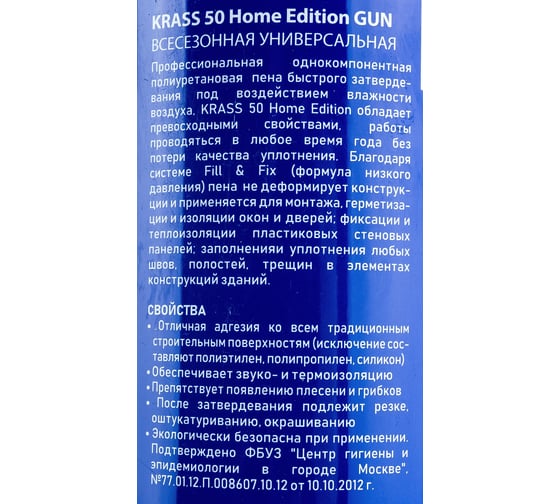 KRASS 50 Home Edition GUN
ВСЕСЕЗОННАЯ УНИВЕРСАЛЬНАЯ
Профессиональная однокомпонентная
полиуретановая пена быстрого затверде-
вания под воздействием влажности
воздуха, KRASS 50 Home Edition обладает
превосходными свойствами, работы
проводяться в любое время года без
потери качества уплотнения. Благодаря
системе Fill & Fix (формула низкого
давления) пена не деформирует конструк-
ции и применяется для монтажа, герметиза-
ции и изоляции окон и дверей; фиксации и
теплоизоляции пластиковых стеновых
панелей; заполненияи уплотнения любых
швов, полостей, трещин в элементах
конструкций зданий.
СВОЙСТВА
• Отличная адгезия ко всем традиционным
строительным поверхностям (исключение сос-
тавляют полиэтилен, полипропилен, силикон)
• Обеспечивает звуко- и термоизоляцию
• Препятствует появлению плесени и грибков
• После затвердевания подлежит резке,
оштукатуриванию, окрашиванию
• Экологически безопасна при применении.
Подтверждено ФБУЗ "Центр гигиены и
эпидемиологии в городе Москве",
№77.01.12.П.008607.10.12 от 10.10.2012 г.